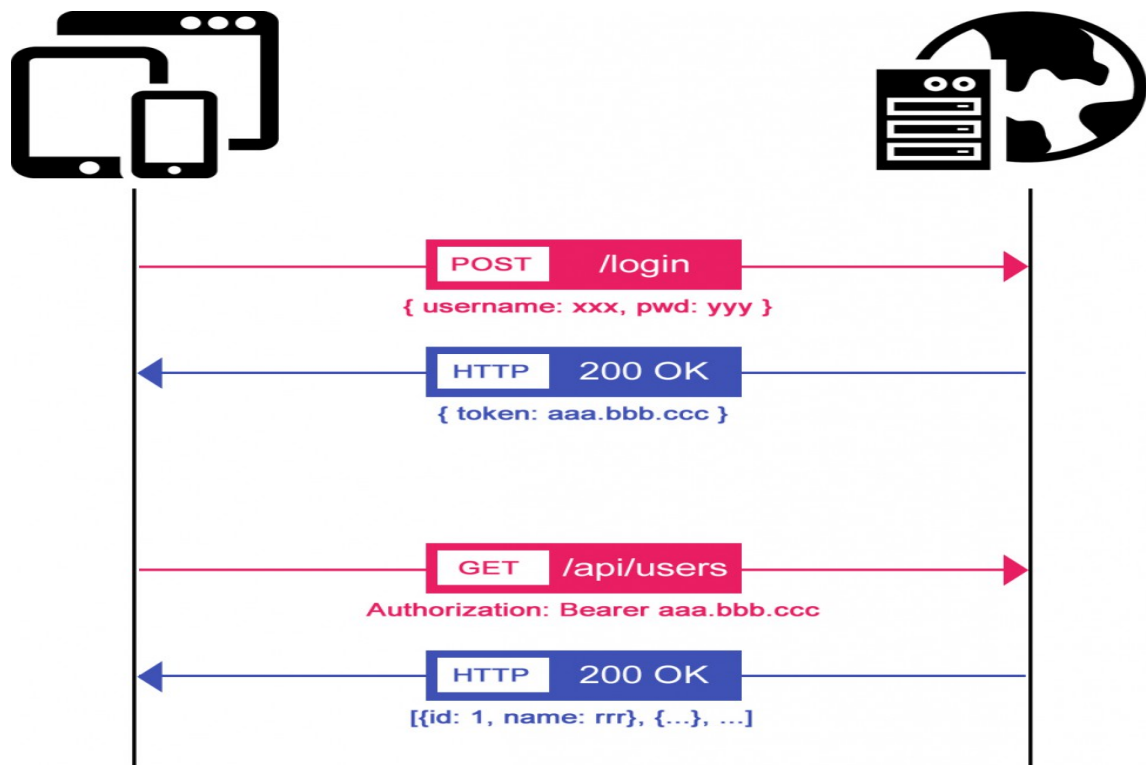 POST /login
{ username: xxx, pwd: yyy }
HTTP 200 OK
{ token: aaa.bbb.ccc }
GET /api/users
Authorization: Bearer aaa.bbb.ccc
HTTP 200 OK
[{id: 1, name: rrr}, {...}, ...]